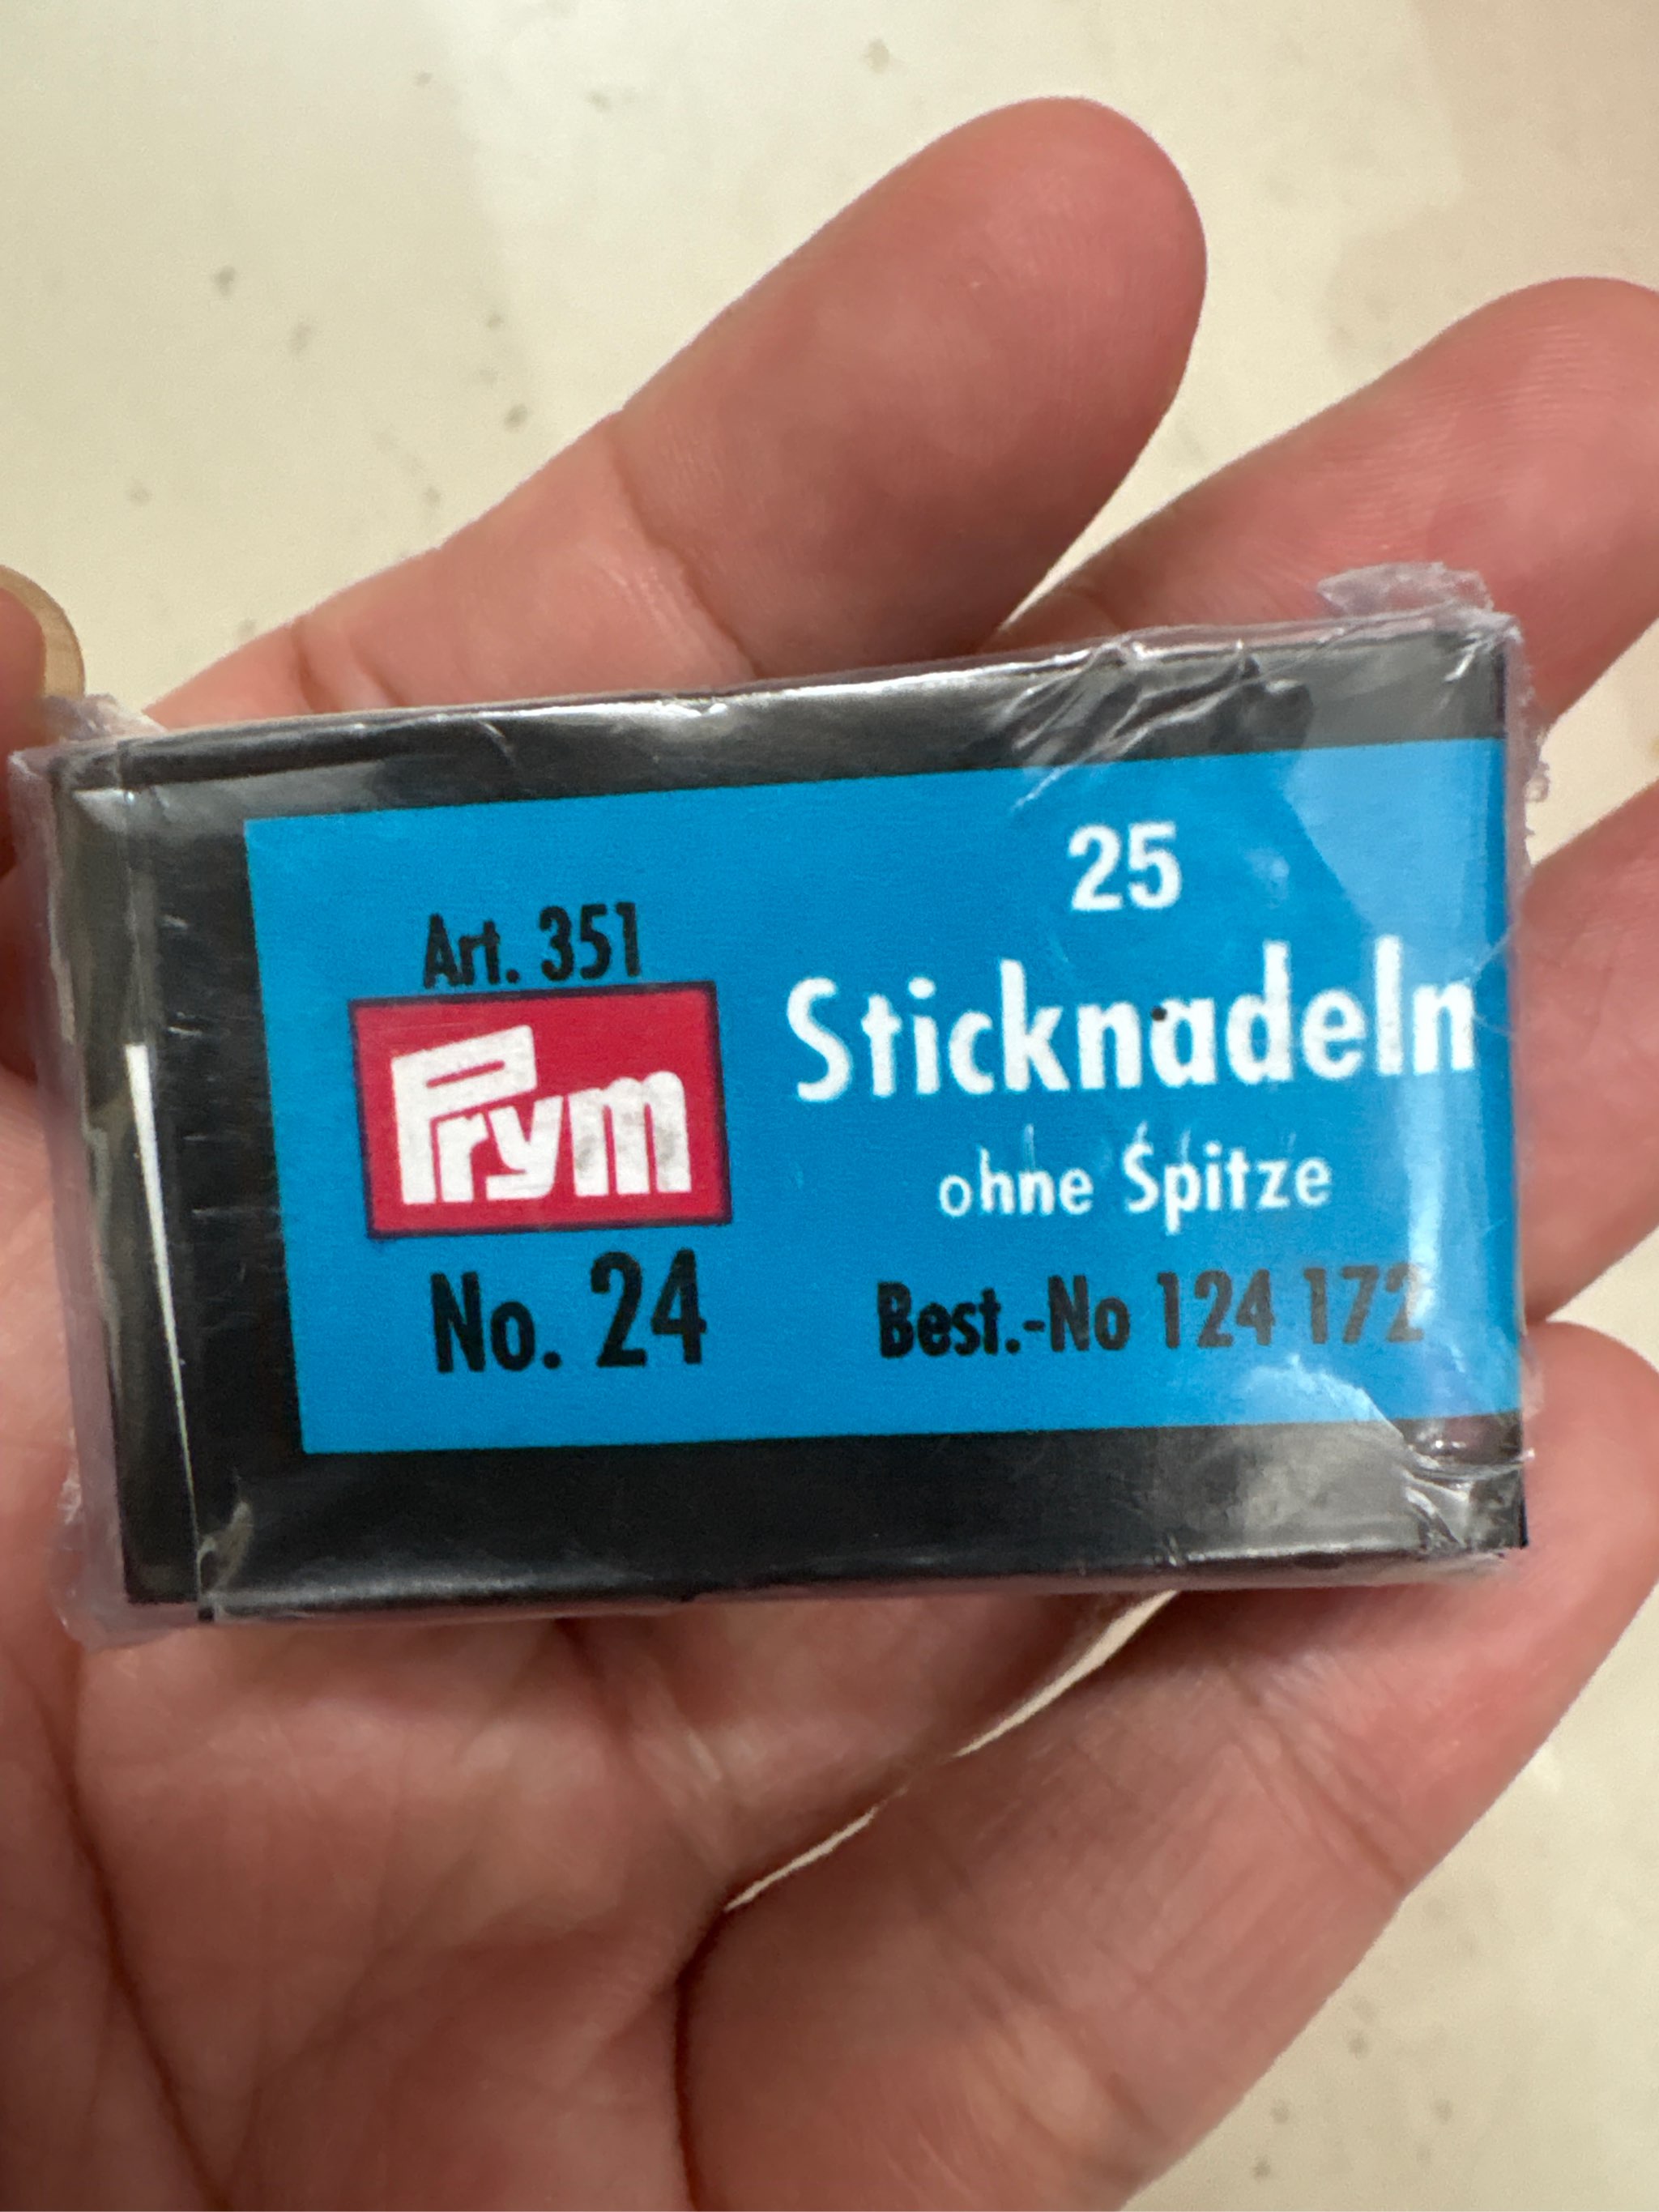 Art. 351
Prym
No. 24
25
Sticknadeln
ohne Spitze
Best.-No 124 172